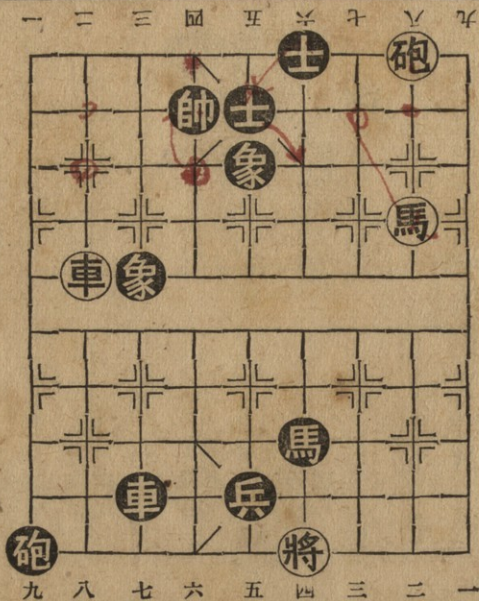 一 二 三 四 五 六 七 八 九
士 砲
帥 士
象
馬
車 象
馬
車 兵
砲 將
九 八 七 六 五 四 三 二 一